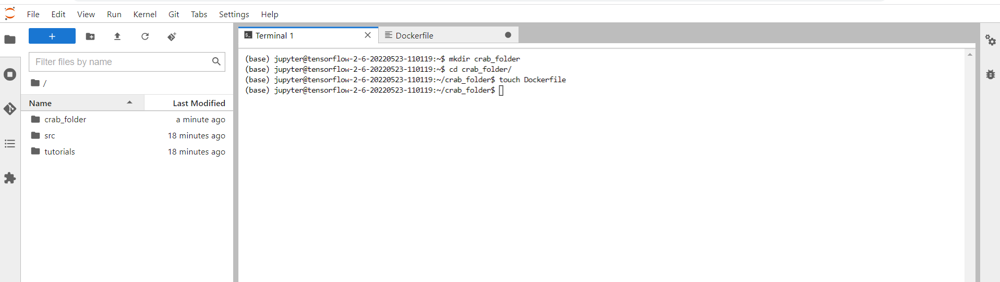 File Edit View Run Kernel Git Tabs Settings Help
+
Filter files by name
/
Name Last Modified
crab_folder a minute ago
src 18 minutes ago
tutorials 18 minutes ago
$_ Terminal 1 Dockerfile
(base) jupyter@tensorflow-2-6-20220523-110119:~$ mkdir crab_folder
(base) jupyter@tensorflow-2-6-20220523-110119:~$ cd crab_folder/
(base) jupyter@tensorflow-2-6-20220523-110119:~/crab_folder$ touch Dockerfile
(base) jupyter@tensorflow-2-6-20220523-110119:~/crab_folder$